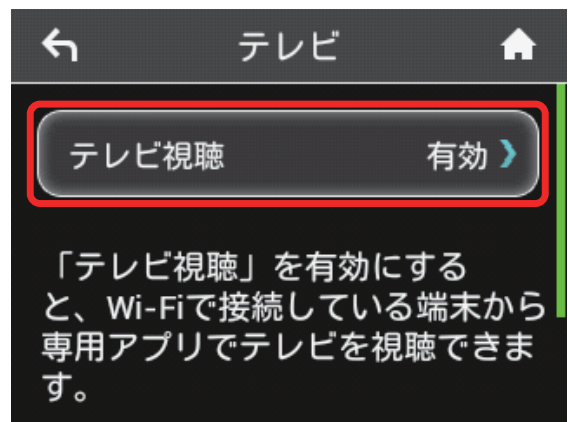 テレビ
テレビ視聴 有効
「テレビ視聴」を有効にする
と、Wi-Fiで接続している端末から
専用アプリでテレビを視聴できま
す。